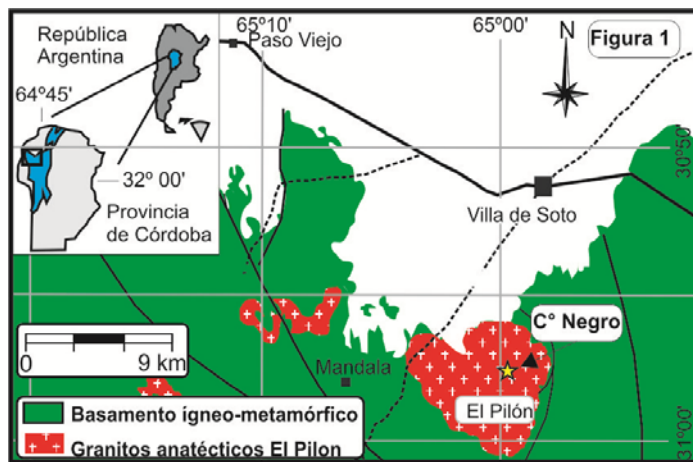 65º10'
65º00'
República
Argentina
Paso Viejo
N
Figura 1
64º45'
30º50'
32º 00'
Provincia
de Córdoba
Villa de Soto
C° Negro
0
9 km
Mandala
El Pilón
Basamento ígneo-metamórfico
Granitos anatécticos El Pilon
31º00'